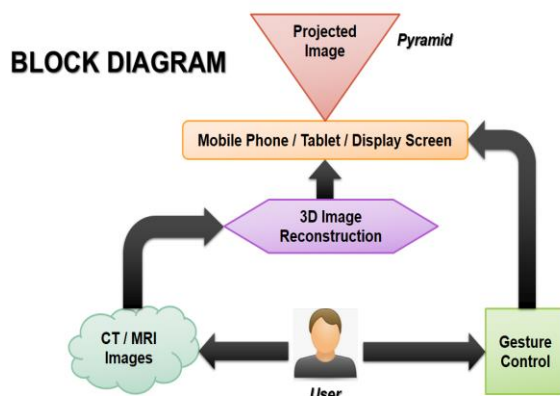 BLOCK DIAGRAM
Projected
Image
Pyramid
Mobile Phone / Tablet / Display Screen
3D Image
Reconstruction
CT / MRI
Images
User
Gesture
Control